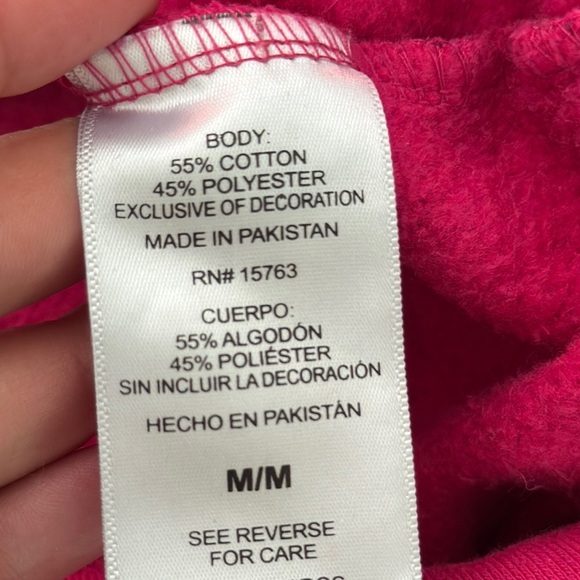 BODY:
55% COTTON
45% POLYESTER
EXCLUSIVE OF DECORATION
MADE IN PAKISTAN
RN# 15763
CUERPO:
55% ALGODÓN
45% POLIÉSTER
SIN INCLUIR LA DECORACIÓN
HECHO EN PAKISTÁN
M/M
SEE REVERSE
FOR CARE